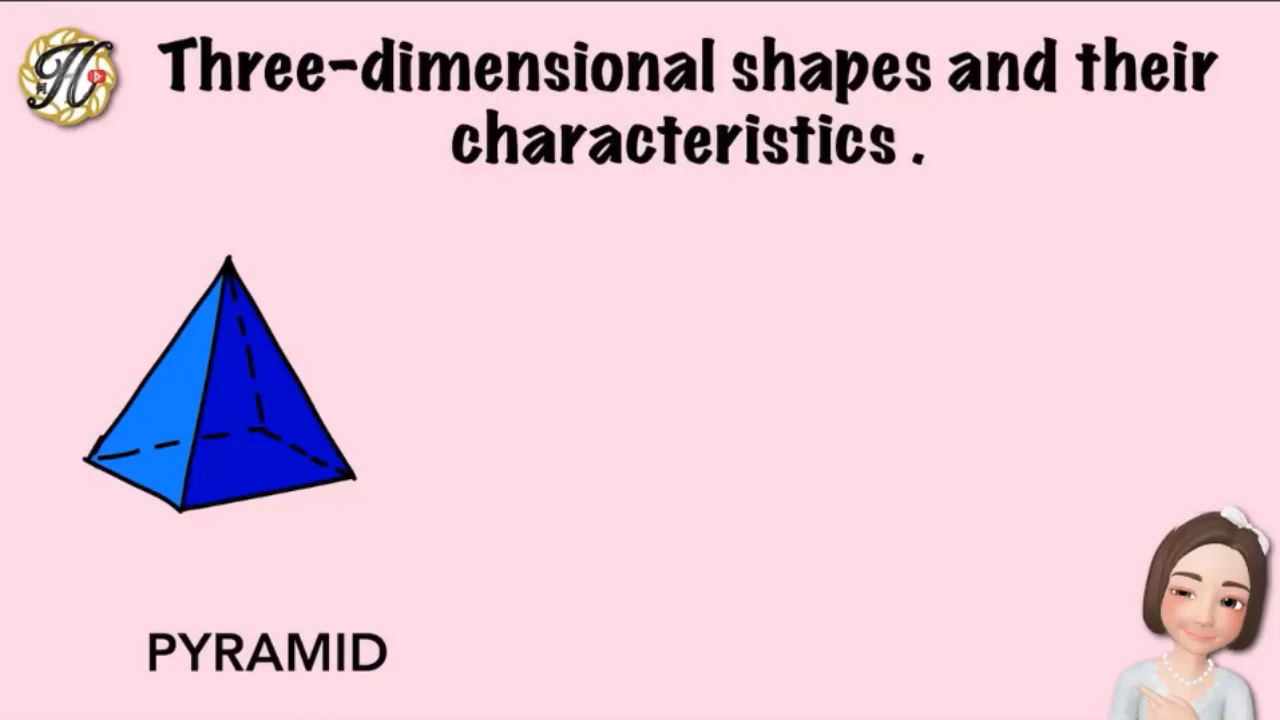 Three-dimensional shapes and their
characteristics .
PYRAMID